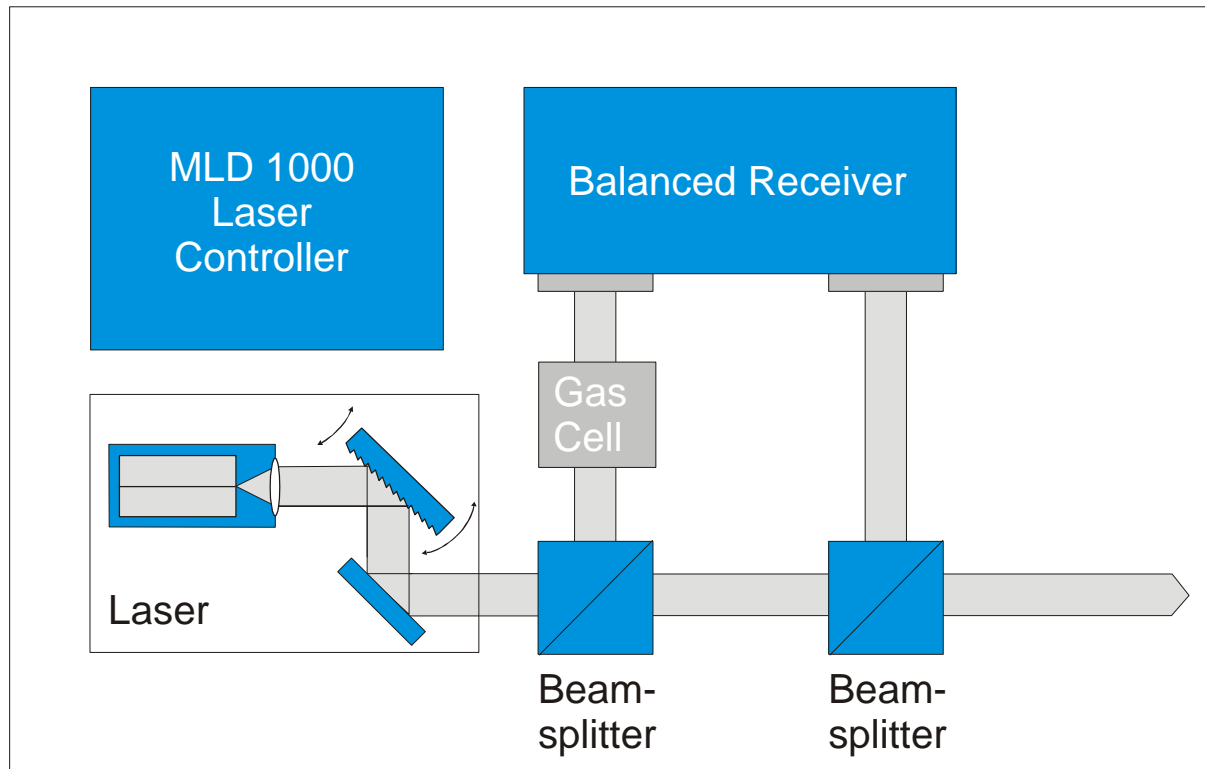 MLD 1000
Laser
Controller
Balanced Receiver
Gas
Cell
Laser
Beam-
splitter
Beam-
splitter